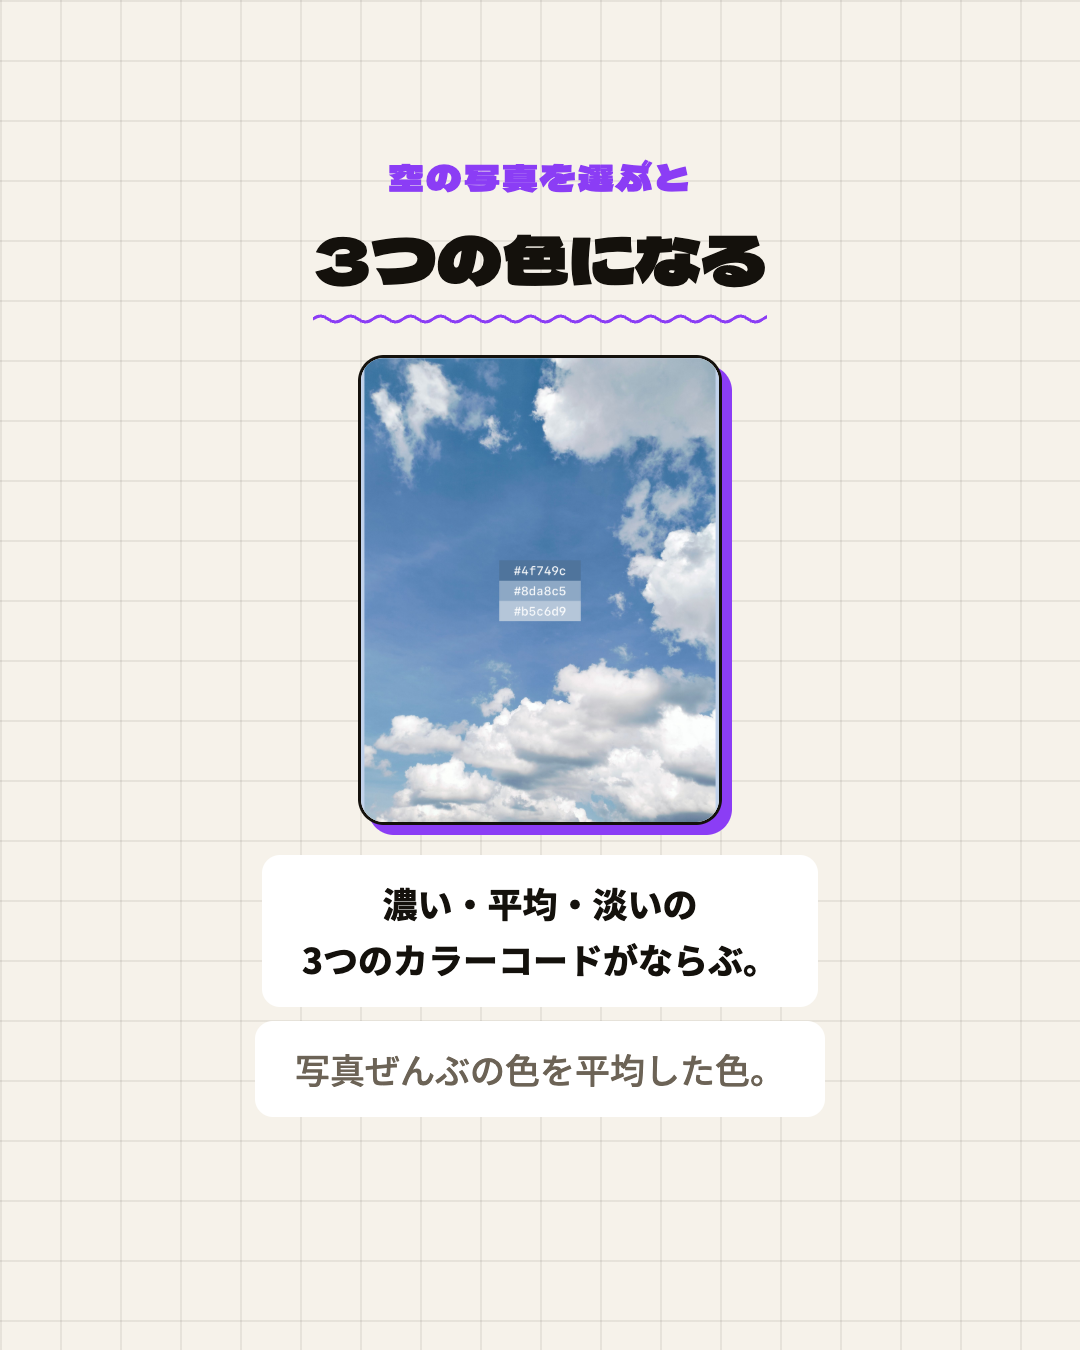 空の写真を選ぶと
3つの色になる
#4f749c
#8da8c5
#b5c6d9
濃い・平均・淡いの
3つのカラーコードがならぶ。
写真ぜんぶの色を平均した色。